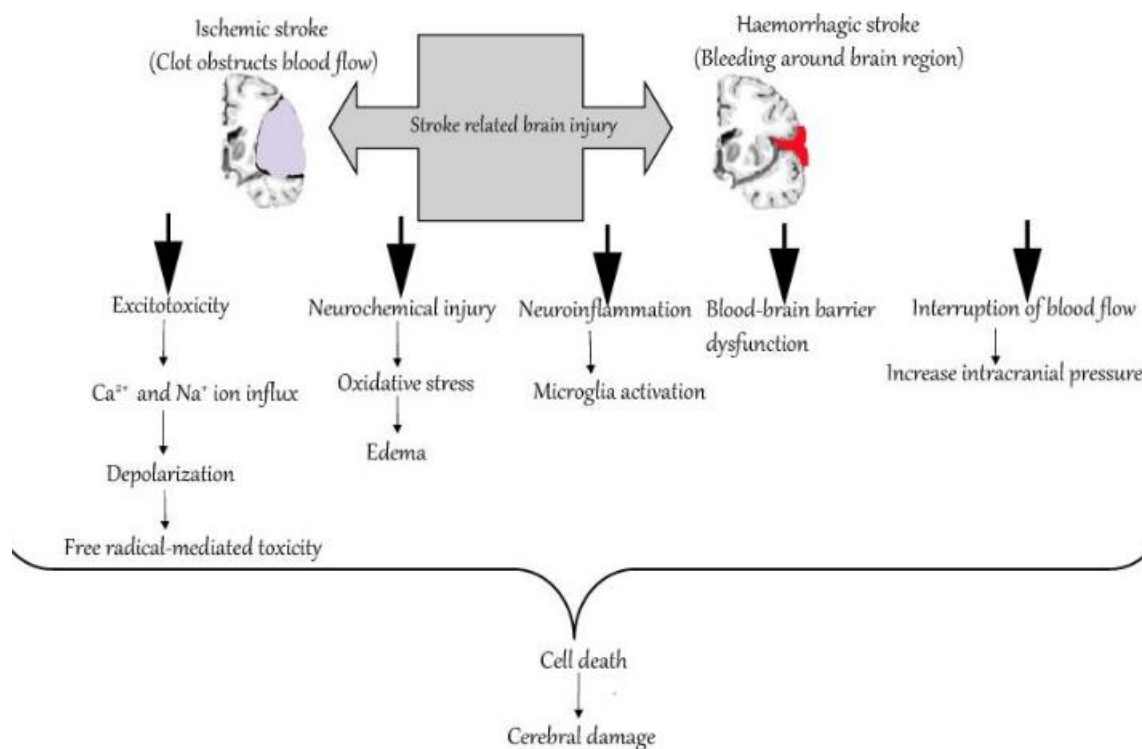 Ischemic stroke
(Clot obstructs blood flow)
Haemorrhagic stroke
(Bleeding around brain region)
Stroke related brain injury
Excitotoxicity
Ca²⁺ and Na⁺ ion influx
Depolarization
Free radical-mediated toxicity
Neurochemical injury
Oxidative stress
Edema
Neuroinflammation
Microglia activation
Blood-brain barrier
dysfunction
Interruption of blood flow
Increase intracranial pressure
Cell death
Cerebral damage